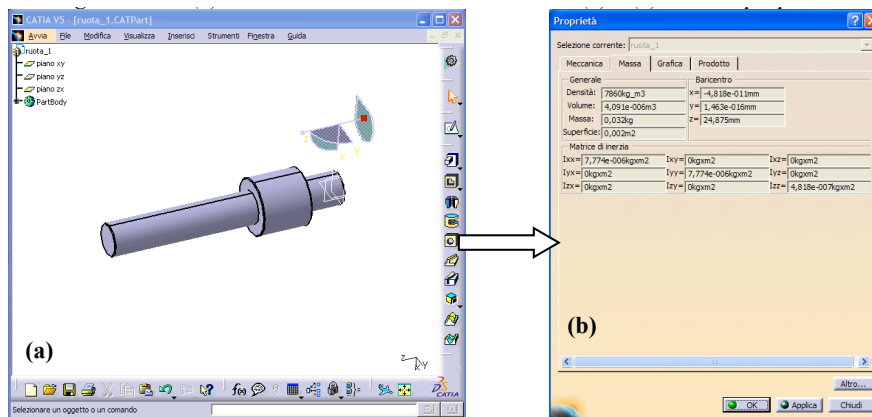 CATIA V5 - [ruota_1.CATPart]
Avvia File Modifica Visualizza Inserisci Strumenti Finestra Guida
ruota_1
piano xy
piano yz
piano zx
PartBody
z
x y
(a)
z
y
f(x)
CATIA
Selezionare un oggetto o un comando
Proprietà
Selezione corrente: ruota_1
Meccanica Massa Grafica Prodotto
Generale Baricentro
Densità: 7860kg_m3 x= -4,818e-011mm
Volume: 4,091e-006m3 y= 1,463e-016mm
Massa: 0,032kg z= 24,875mm
Superficie: 0,002m2
Matrice di inerzia
Ixx= 7,774e-006kgxm2 Ixy= 0kgxm2 Ixz= 0kgxm2
Iyx= 0kgxm2 Iyy= 7,774e-006kgxm2 Iyz= 0kgxm2
Izx= 0kgxm2 Izy= 0kgxm2 Izz= 4,818e-007kgxm2
(b)
Altro...
OK Applica Chiudi